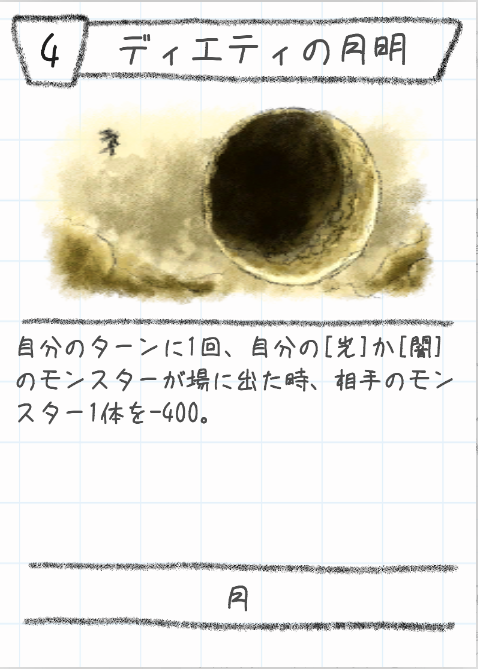 4
ディエティの月明
自分のターンに1回、自分の[光]か[闇]
のモンスターが場に出た時、相手のモン
スター1体を-400。
月